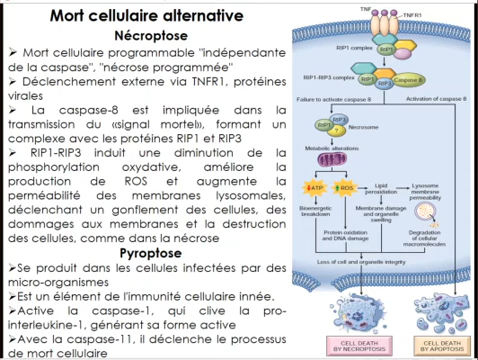 Mort cellulaire alternative
Nécroptose
➢ Mort cellulaire programmable "indépendante
de la caspase", "nécrose programmée"
➢ Déclenchement externe via TNFR1, protéines
virales
➢ La caspase-8 est impliquée dans la
transmission du «signal mortel», formant un
complexe avec les protéines RIP1 et RIP3
➢ RIP1-RIP3 induit une diminution de la
phosphorylation oxydative, améliore la
production de ROS et augmente la
perméabilité des membranes lysosomales,
déclenchant un gonflement des cellules, des
dommages aux membranes et la destruction
des cellules, comme dans la nécrose
Pyroptose
➢Se produit dans les cellules infectées par des
micro-organismes
➢Est un élément de l'immunité cellulaire innée.
➢Active la caspase-1, qui clive la pro-
interleukine-1, générant sa forme active
➢Avec la caspase-11, il déclenche le processus
de mort cellulaire
TNF
TNFR1
RIP1 complex
RIP1
RIP1-RIP3 complex
RIP1
RIP3
Caspase 8
Failure to activate caspase 8
Activation of caspase 8
RIP1
RIP3
?
Necrosome
Metabolic alterations
ATP
ROS
Lipid
peroxidation
Lysosome
membrane
permeability
Bioenergetic
breakdown
Membrane damage
and organelle
swelling
Protein oxidation
and DNA damage
Degradation
of cellular
macromolecules
Loss of cell and organelle integrity
CELL DEATH
BY NECROPTOSIS
CELL DEATH
BY APOPTOSIS